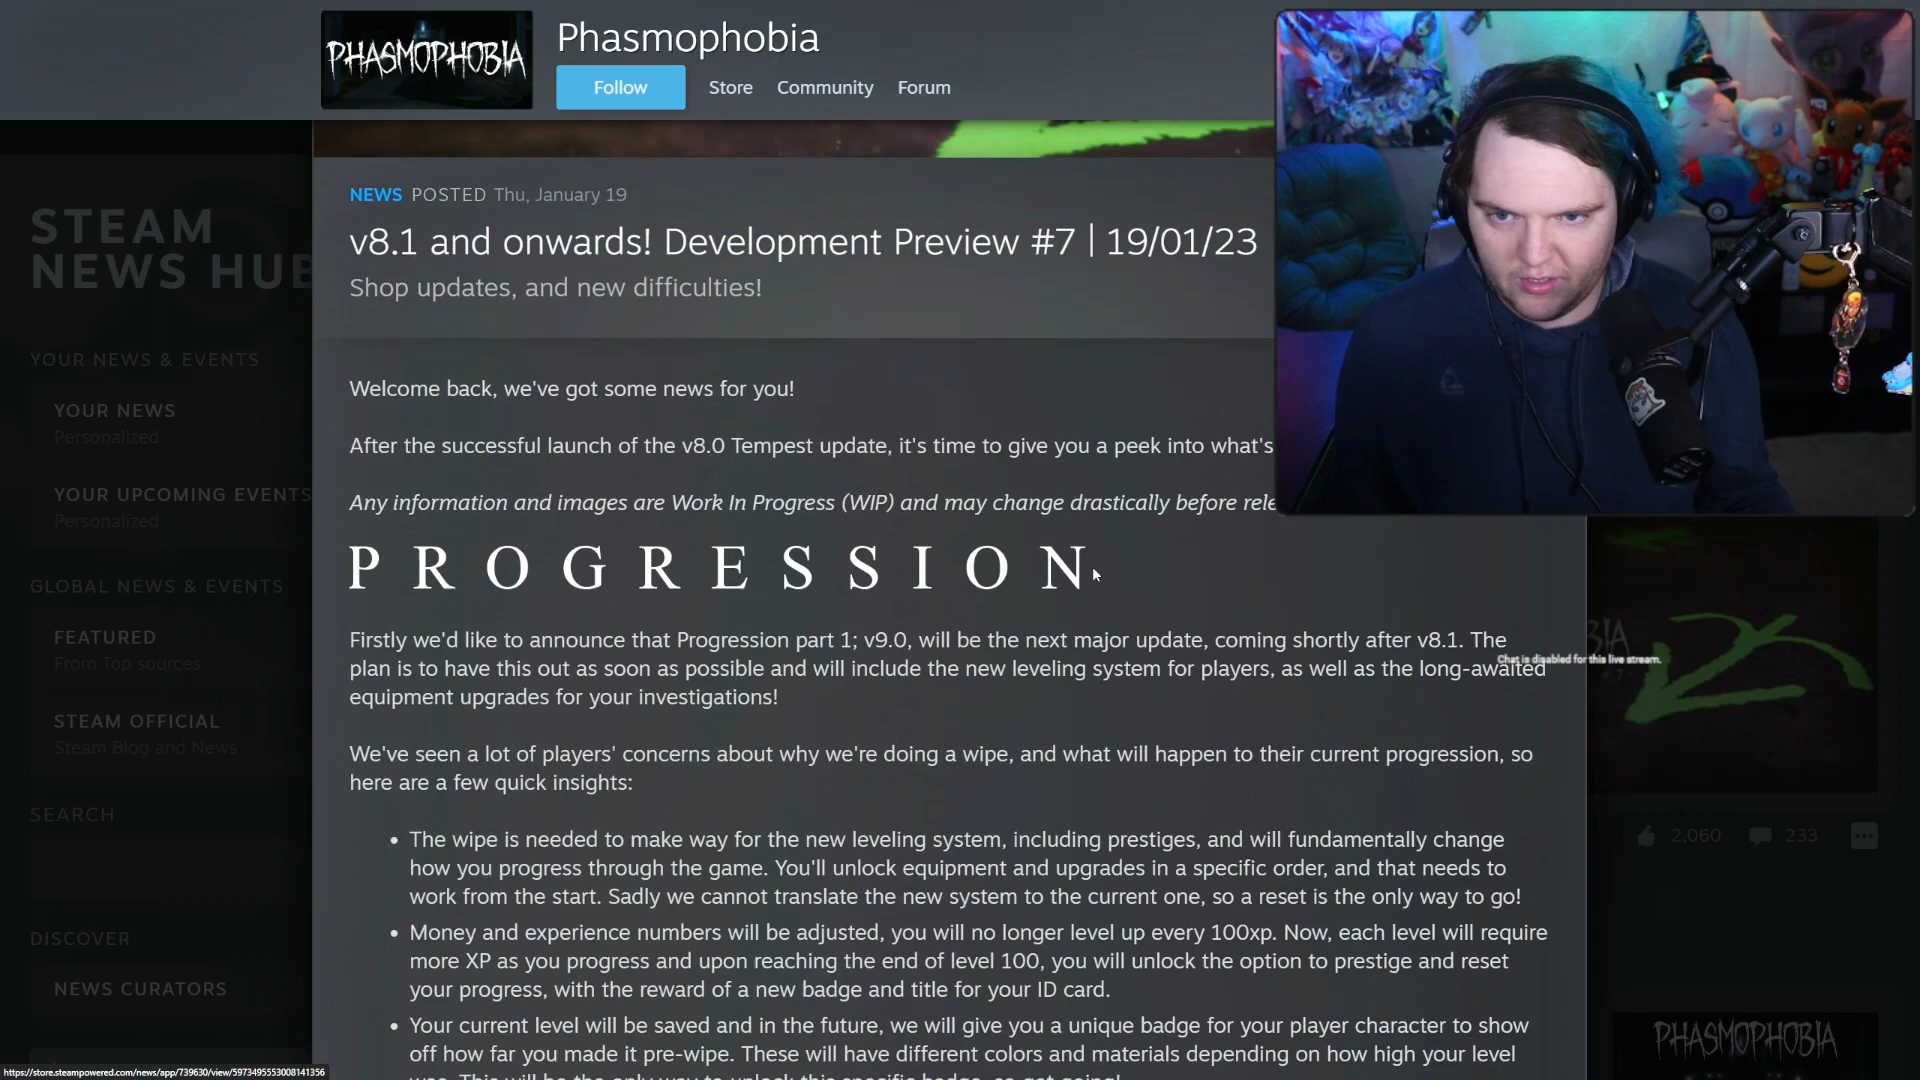 PHASMOPHOBIA
Phasmophobia
Follow
Store
Community
Forum
STEAM
NEWS HUB
YOUR NEWS & EVENTS
YOUR NEWS
Personalized
YOUR UPCOMING EVENTS
Personalized
GLOBAL NEWS & EVENTS
FEATURED
From Top sources
STEAM OFFICIAL
Steam Blog and News
SEARCH
DISCOVER
NEWS CURATORS
NEWS POSTED Thu, January 19
v8.1 and onwards! Development Preview #7 | 19/01/23
Shop updates, and new difficulties!
Welcome back, we've got some news for you!
After the successful launch of the v8.0 Tempest update, it's time to give you a peek into what's
Any information and images are Work In Progress (WIP) and may change drastically before rele
PROGRESSION
Firstly we'd like to announce that Progression part 1; v9.0, will be the next major update, coming shortly after v8.1. The
plan is to have this out as soon as possible and will include the new leveling system for players, as well as the long-awaited
equipment upgrades for your investigations!
We've seen a lot of players' concerns about why we're doing a wipe, and what will happen to their current progression, so
here are a few quick insights:
• The wipe is needed to make way for the new leveling system, including prestiges, and will fundamentally change
how you progress through the game. You'll unlock equipment and upgrades in a specific order, and that needs to
work from the start. Sadly we cannot translate the new system to the current one, so a reset is the only way to go!
• Money and experience numbers will be adjusted, you will no longer level up every 100xp. Now, each level will require
more XP as you progress and upon reaching the end of level 100, you will unlock the option to prestige and reset
your progress, with the reward of a new badge and title for your ID card.
• Your current level will be saved and in the future, we will give you a unique badge for your player character to show
off how far you made it pre-wipe. These will have different colors and materials depending on how high your level
was. This will be the only way to unlock this specific badge, so get going!
Chat is disabled for this live stream.
2,060
233
PHASMOPHOBIA
https://store.steampowered.com/news/app/739630/view/5973495553008141356